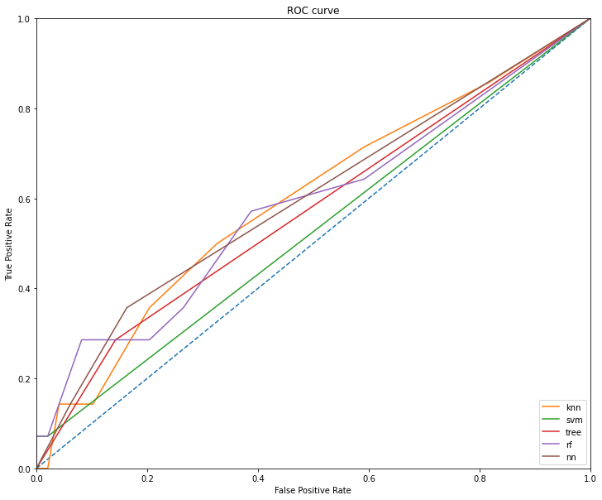 ROC curve
1.0
0.8
0.6
0.4
0.2
0.0
True Positive Rate
0.0 0.2 0.4 0.6 0.8 1.0
False Positive Rate
knn
svm
tree
rf
nn